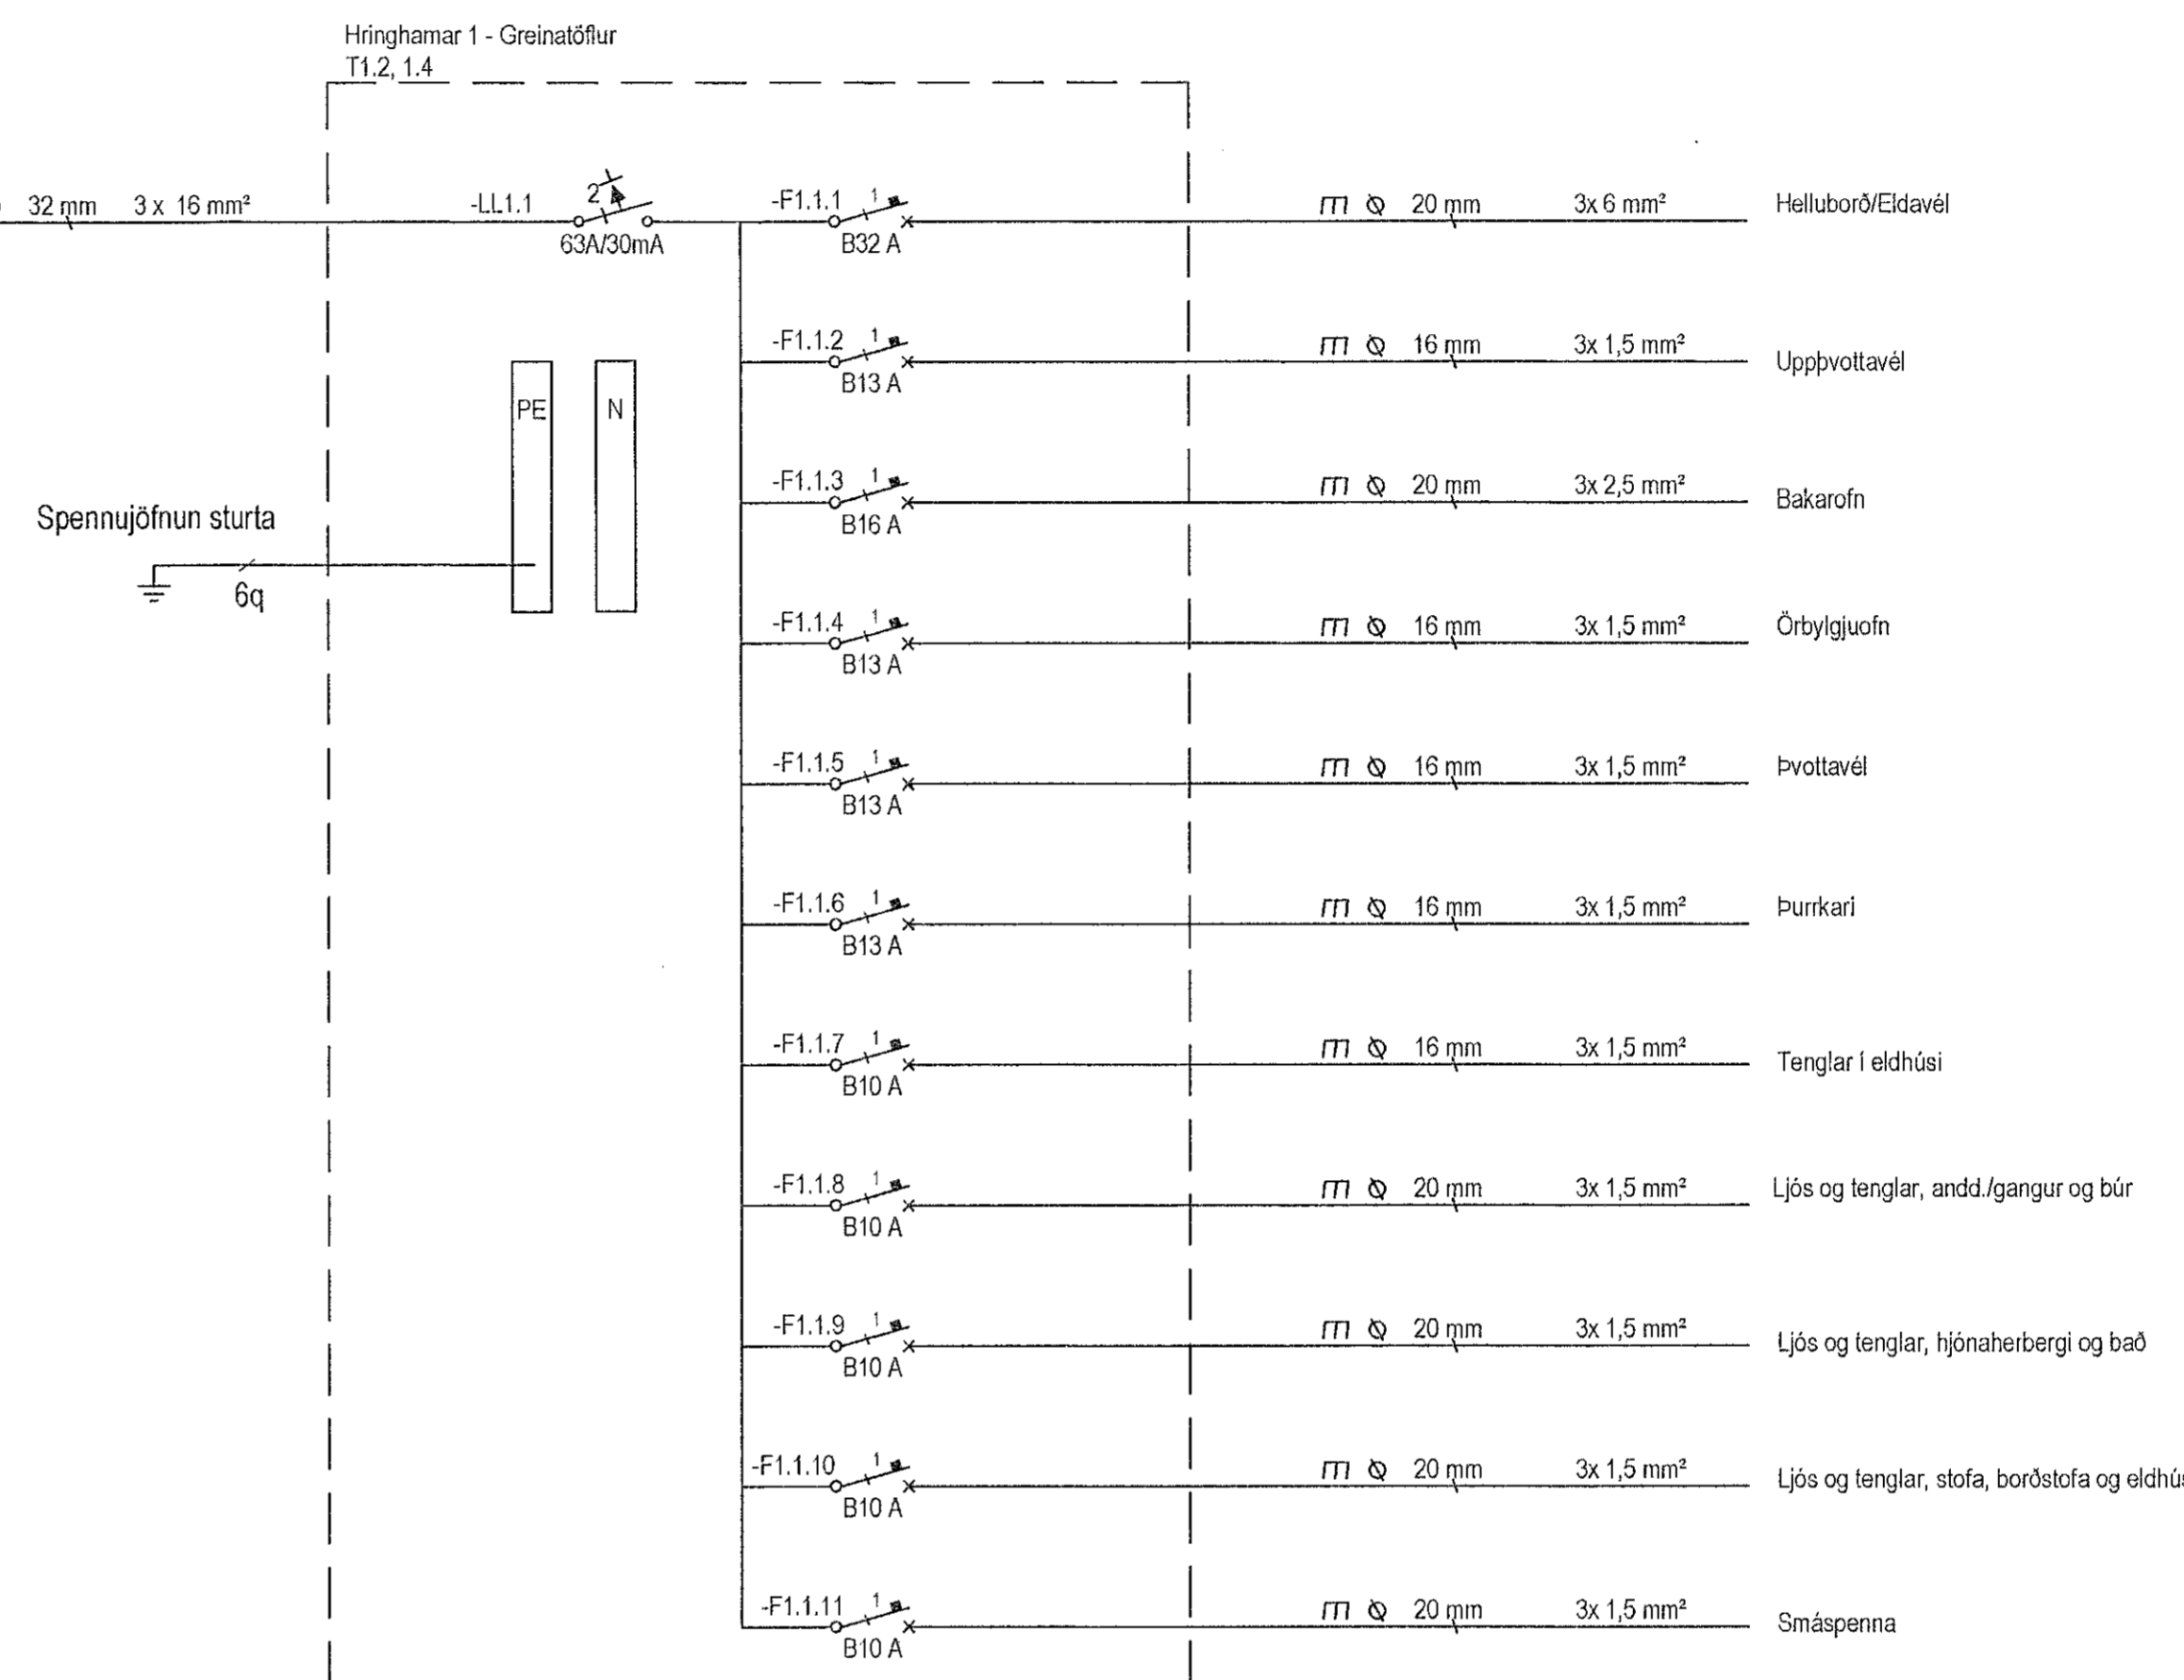 Hringhamar 1 - Greinatöflur
T1.2, 1.4
32 mm 3 x 16 mm²
-LL1.1
2
63A/30mA
-F1.1.1 1
B32 A
20 mm 3x 6 mm² Helluborð/Eldavél
-F1.1.2 1
B13 A
16 mm 3x 1,5 mm² Uppþvottavél
PE N
-F1.1.3 1
B16 A
20 mm 3x 2,5 mm² Bakarofn
Spennujöfnun sturta
6q
-F1.1.4 1
B13 A
16 mm 3x 1,5 mm² Örbylgjuofn
-F1.1.5 1
B13 A
16 mm 3x 1,5 mm² Þvottavél
-F1.1.6 1
B13 A
16 mm 3x 1,5 mm² Þurrkari
-F1.1.7 1
B10 A
16 mm 3x 1,5 mm² Tenglar í eldhúsi
-F1.1.8 1
B10 A
20 mm 3x 1,5 mm² Ljós og tenglar, andd./gangur og búr
-F1.1.9 1
B10 A
20 mm 3x 1,5 mm² Ljós og tenglar, hjónaherbergi og bað
-F1.1.10 1
B10 A
20 mm 3x 1,5 mm² Ljós og tenglar, stofa, borðstofa og eldhús
-F1.1.11 1
B10 A
20 mm 3x 1,5 mm² Smáspenna